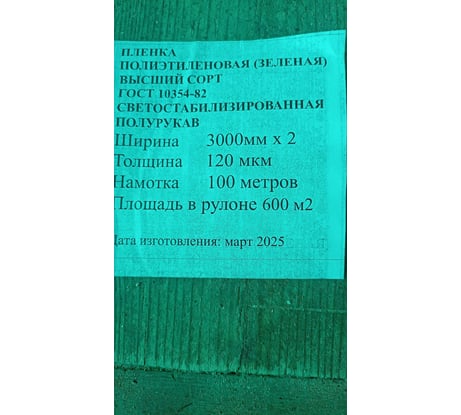 ПЛЕНКА
ПОЛИЭТИЛЕНОВАЯ (ЗЕЛЕНАЯ)
ВЫСШИЙ СОРТ
ГОСТ 10354-82
СВЕТОСТАБИЛИЗИРОВАННАЯ
ПОЛУРУКАВ
Ширина 3000мм х 2
Толщина 120 мкм
Намотка 100 метров
Площадь в рулоне 600 м2
Дата изготовления: март 2025